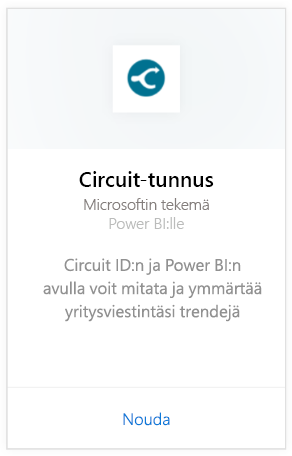 Circuit-tunnus
Microsoftin tekemä
Power BI:lle
Circuit ID:n ja Power BI:n
avulla voit mitata ja ymmärtää
yritysviestintäsi trendejä
Nouda